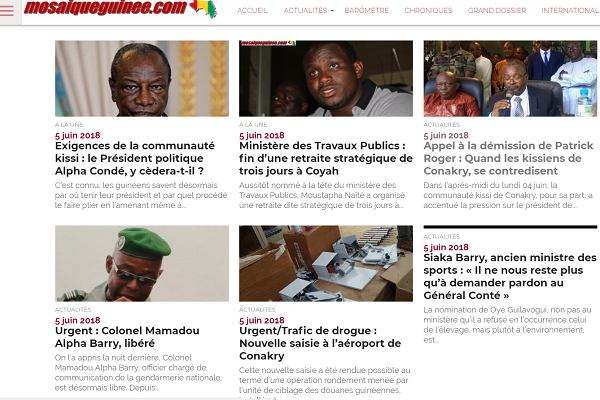 mosaiqueguinee.com
ACCUEIL ACTUALITÉS BARÔMETRE CHRONIQUES GRAND DOSSIER INTERNATIONAL
A LA UNE
5 juin 2018
Exigences de la communauté
kissi : le Président politique
Alpha Condé, y cèdera-t-il ?
C'est connu, les guinéens savent désormais
par où tenir leur président et par quel procédé
le faire plier en l'amenant même à...
mosaiqueguinee.com
A LA UNE
5 juin 2018
Ministère des Travaux Publics :
fin d'une retraite stratégique de
trois jours à Coyah
Aussitôt nommé à la tête du ministère des
Travaux Publics, Moustapha Naïté a organisé
une retraite dite stratégique de trois jours à...
ACTUALITÉS
5 juin 2018
Appel à la démission de Patrick
Roger : Quand les kissiens de
Conakry, se contredisent
Dans l'après-midi du lundi 04 juin, la
communauté kissi de Conakry, pour sa part, a
accentué la pression sur le président de...
ACTUALITÉS
5 juin 2018
Urgent : Colonel Mamadou
Alpha Barry, libéré
On l'a appris la nuit dernière, Colonel
Mamadou Alpha Barry, officier chargé de
communication de la gendarmerie nationale,
est désormais libre. Depuis...
ACTUALITÉS
5 juin 2018
Urgent/Trafic de drogue :
Nouvelle saisie à l'aéroport de
Conakry
Cette nouvelle saisie a été rendue possible au
terme d'une opération rondement menée par
l'unité de ciblage des douanes guinéennes,
ACTUALITÉS
5 juin 2018
Siaka Barry, ancien ministre des
sports : « Il ne nous reste plus
qu'à demander pardon au
Général Conté »
La nomination de Oyé Guilavogui, non pas au
ministère qu'il a refusé en l'occurrence celui
de l'élevage, mais plutôt à l'environnement,
est...